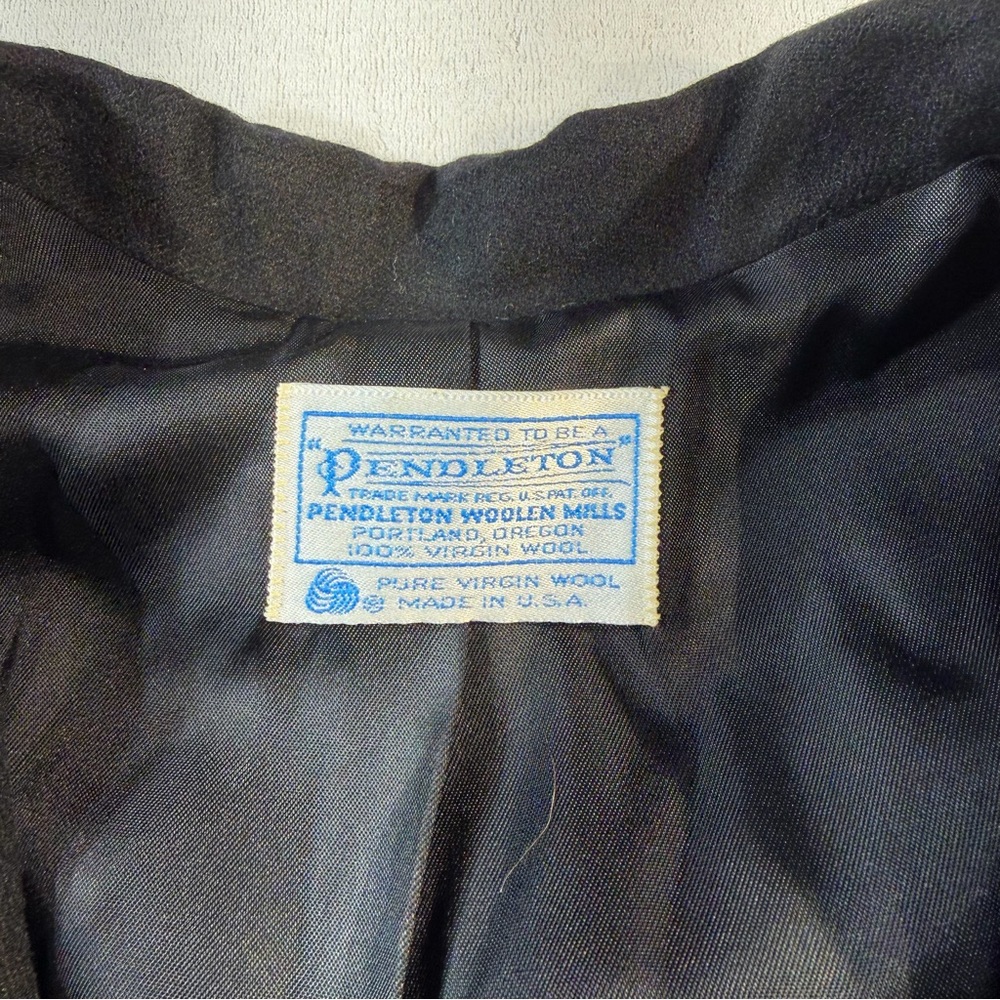 WARRANTED TO BE A
"PENDLETON"
TRADE MARK REG. U.S. PAT. OFF.
PENDLETON WOOLEN MILLS
PORTLAND, OREGON
100% VIRGIN WOOL
PURE VIRGIN WOOL
® MADE IN U.S.A.